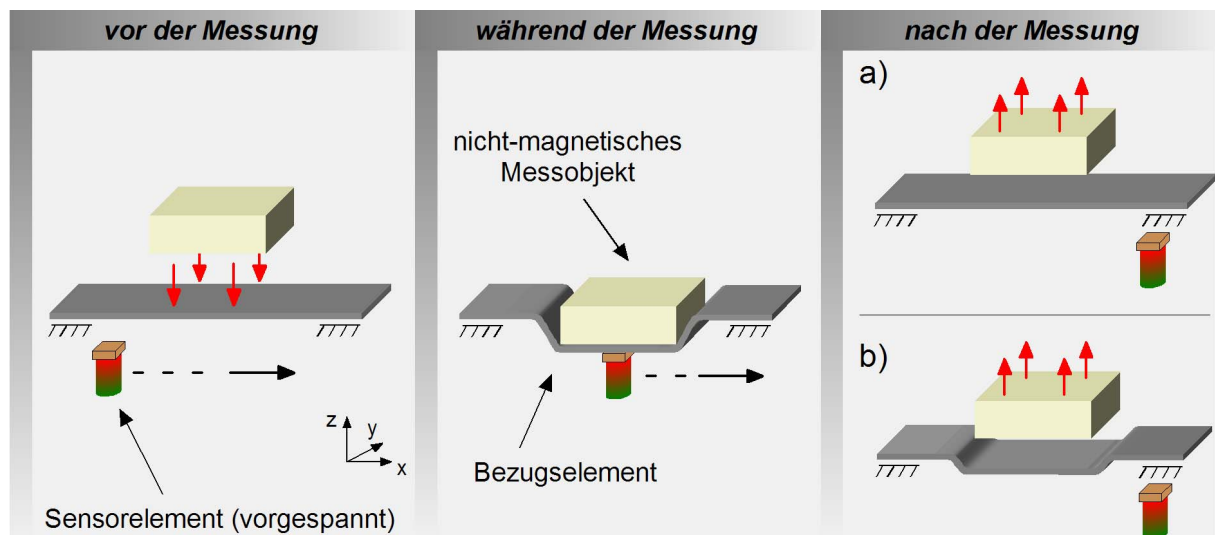 vor der Messung
während der Messung
nach der Messung
a)
nicht-magnetisches
Messobjekt
b)
z
y
x
Bezugselement
Sensorelement (vorgespannt)